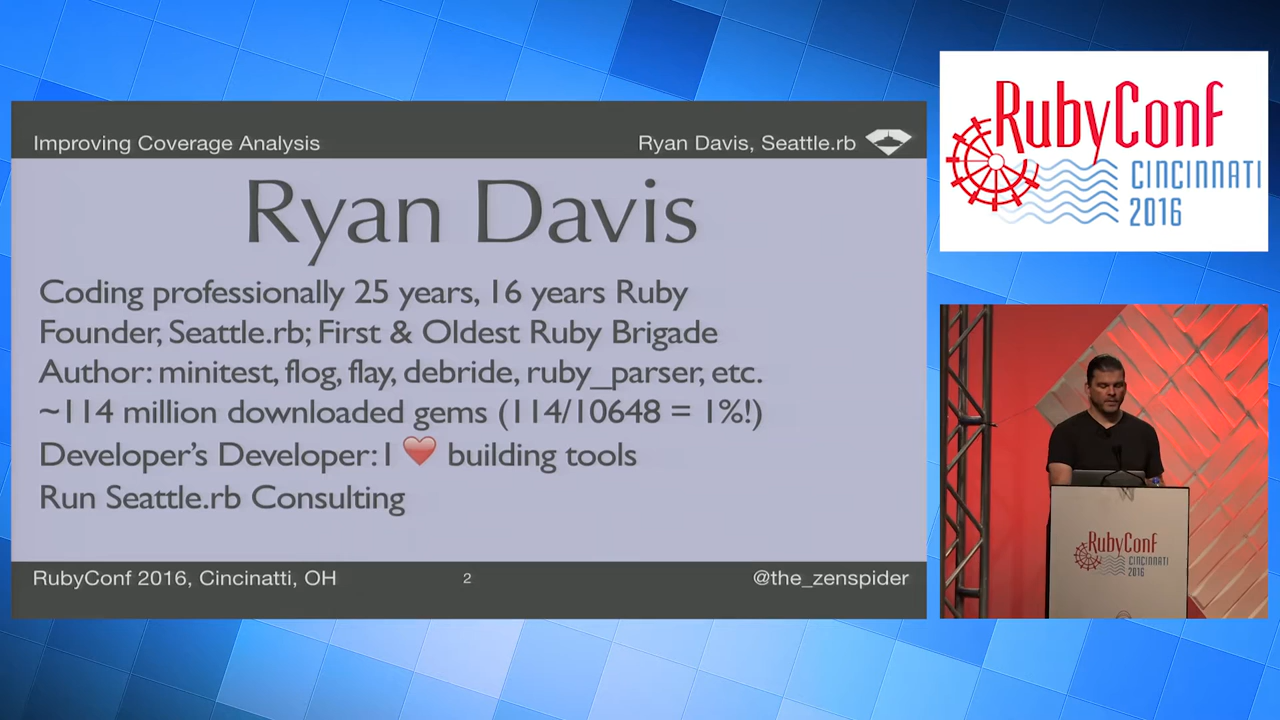 Improving Coverage Analysis
Ryan Davis, Seattle.rb
Ryan Davis
Coding professionally 25 years, 16 years Ruby
Founder, Seattle.rb; First & Oldest Ruby Brigade
Author: minitest, flog, flay, debride, ruby_parser, etc.
~114 million downloaded gems (114/10648 = 1%!)
Developer's Developer: I ❤️ building tools
Run Seattle.rb Consulting
RubyConf 2016, Cincinatti, OH
2
@the_zenspider
RubyConf
CINCINNATI
2016
RubyConf
CINCINNATI
2016